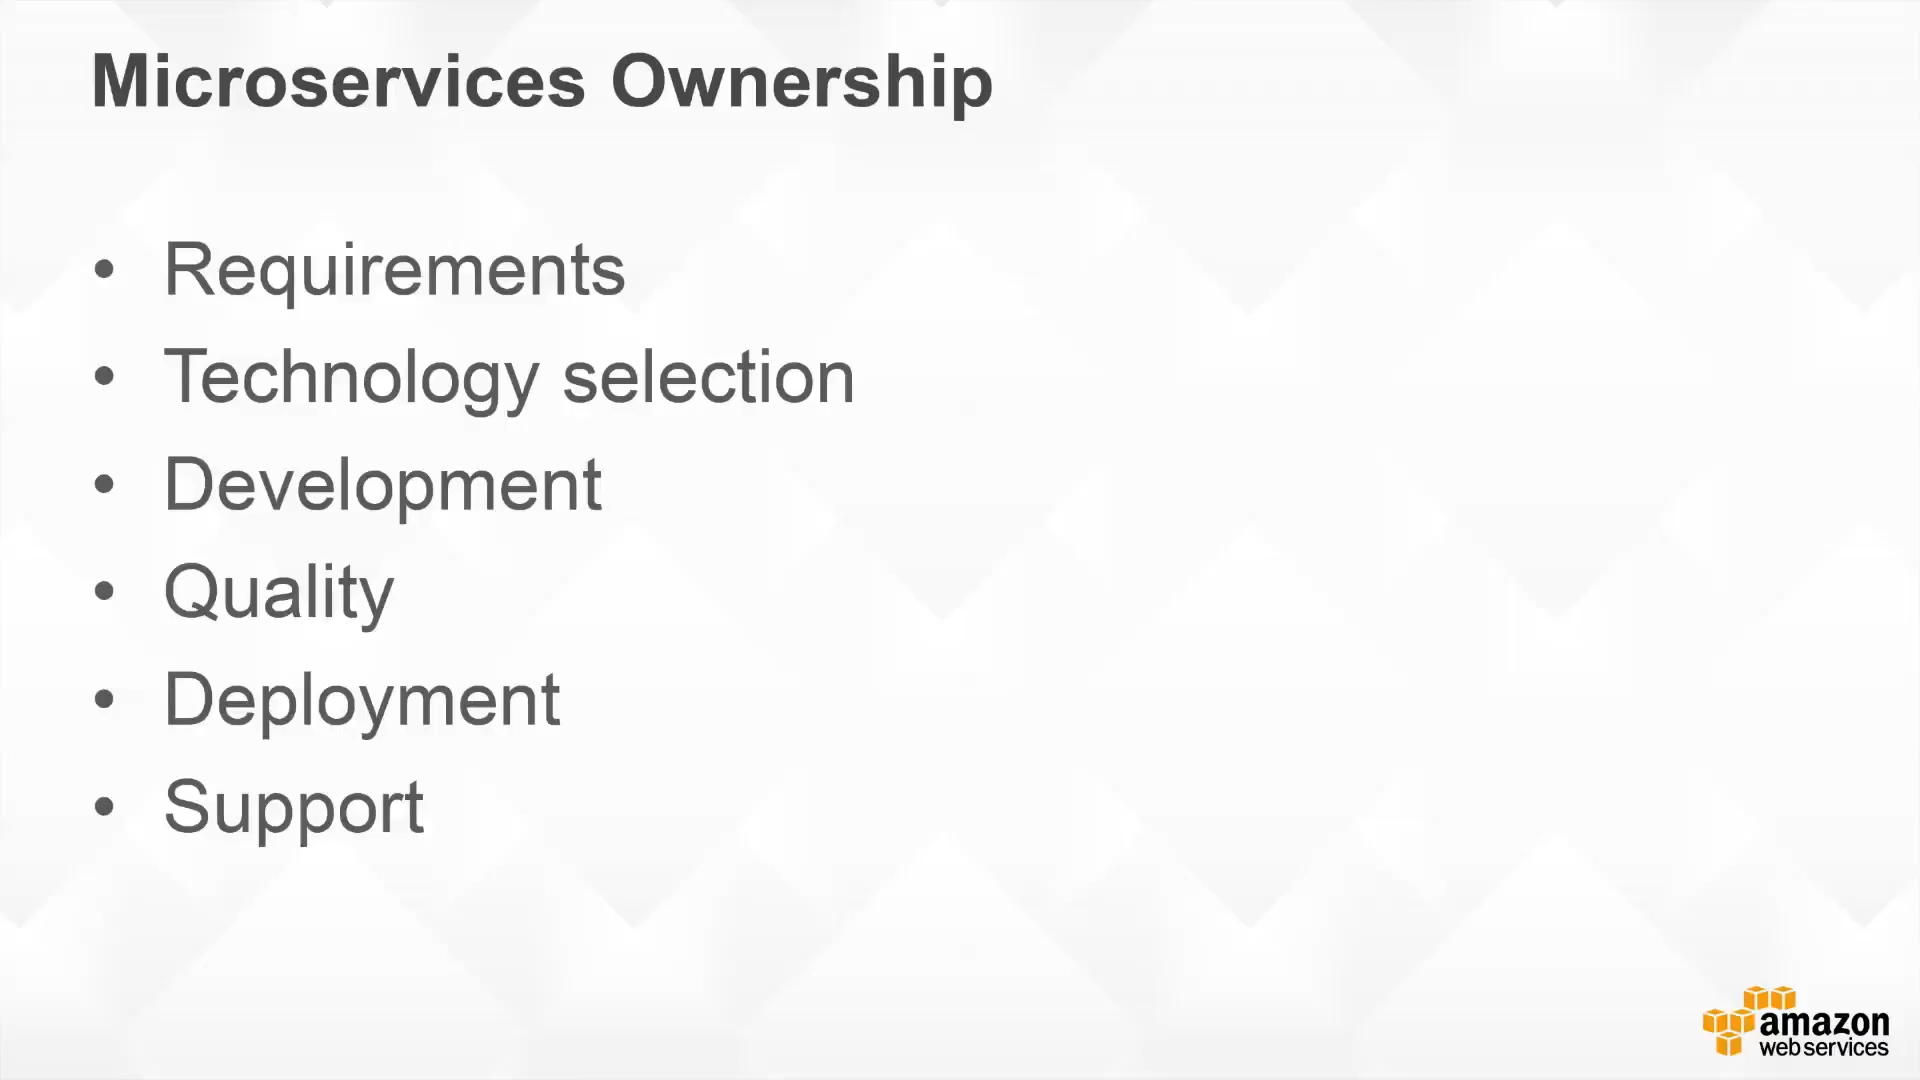 Microservices Ownership
• Requirements
• Technology selection
• Development
• Quality
• Deployment
• Support
amazon
web services